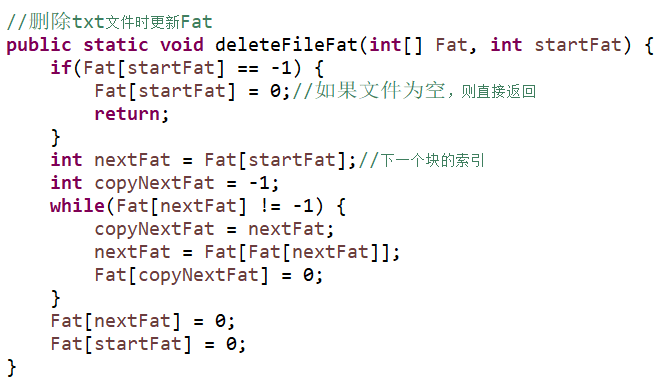 //删除txt文件时更新Fat
public static void deleteFileFat(int[] Fat, int startFat) {
    if(Fat[startFat] == -1) {
        Fat[startFat] = 0;//如果文件为空，则直接返回
        return;
    }
    int nextFat = Fat[startFat];//下一个块的索引
    int copyNextFat = -1;
    while(Fat[nextFat] != -1) {
        copyNextFat = nextFat;
        nextFat = Fat[Fat[nextFat]];
        Fat[copyNextFat] = 0;
    }
    Fat[nextFat] = 0;
    Fat[startFat] = 0;
}